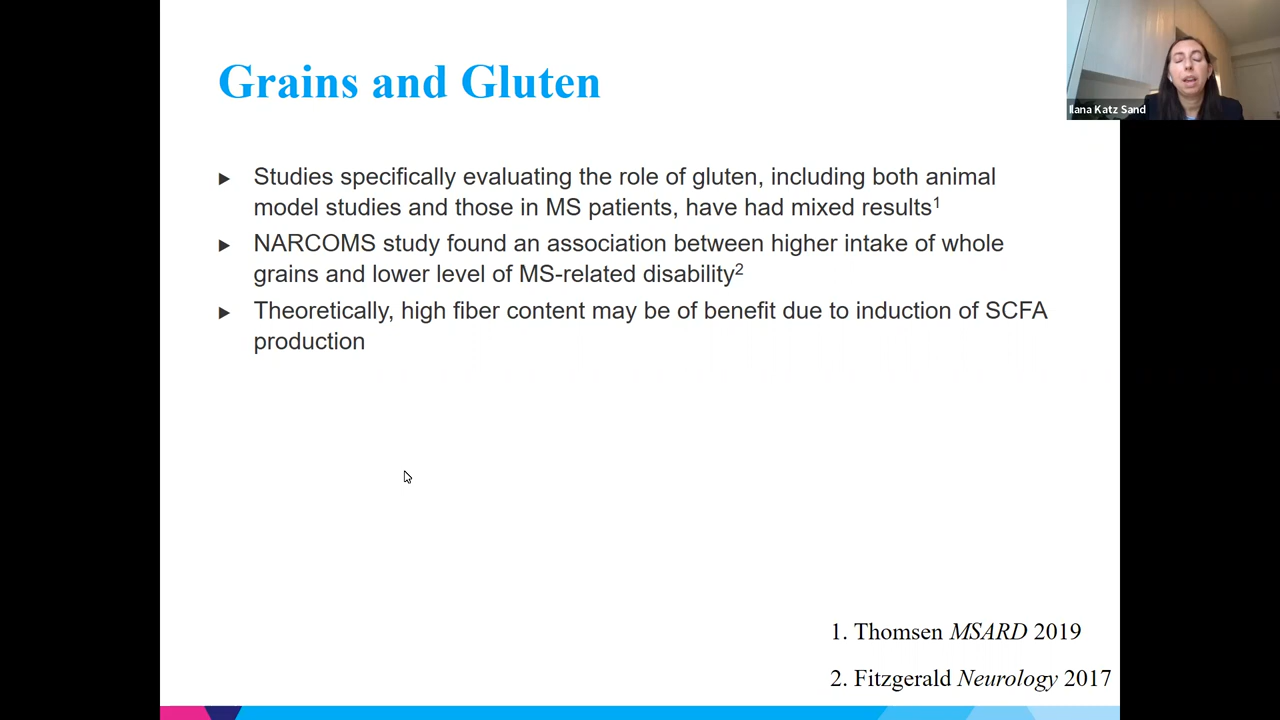 Grains and Gluten
Ilana Katz Sand
▶ Studies specifically evaluating the role of gluten, including both animal
model studies and those in MS patients, have had mixed results¹
▶ NARCOMS study found an association between higher intake of whole
grains and lower level of MS-related disability²
▶ Theoretically, high fiber content may be of benefit due to induction of SCFA
production
1. Thomsen MSARD 2019
2. Fitzgerald Neurology 2017